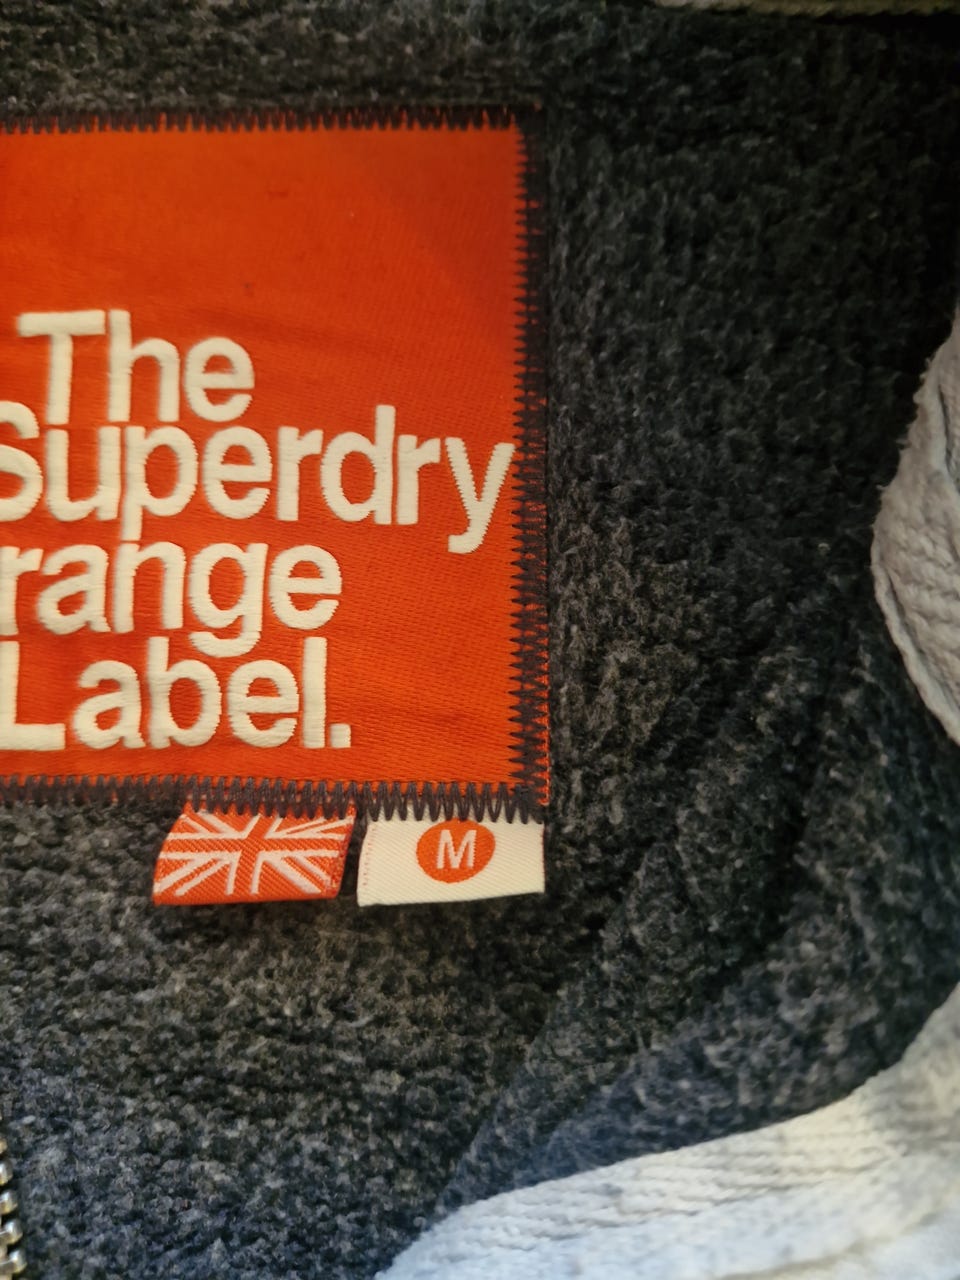 The
Superdry
range
Label.
M